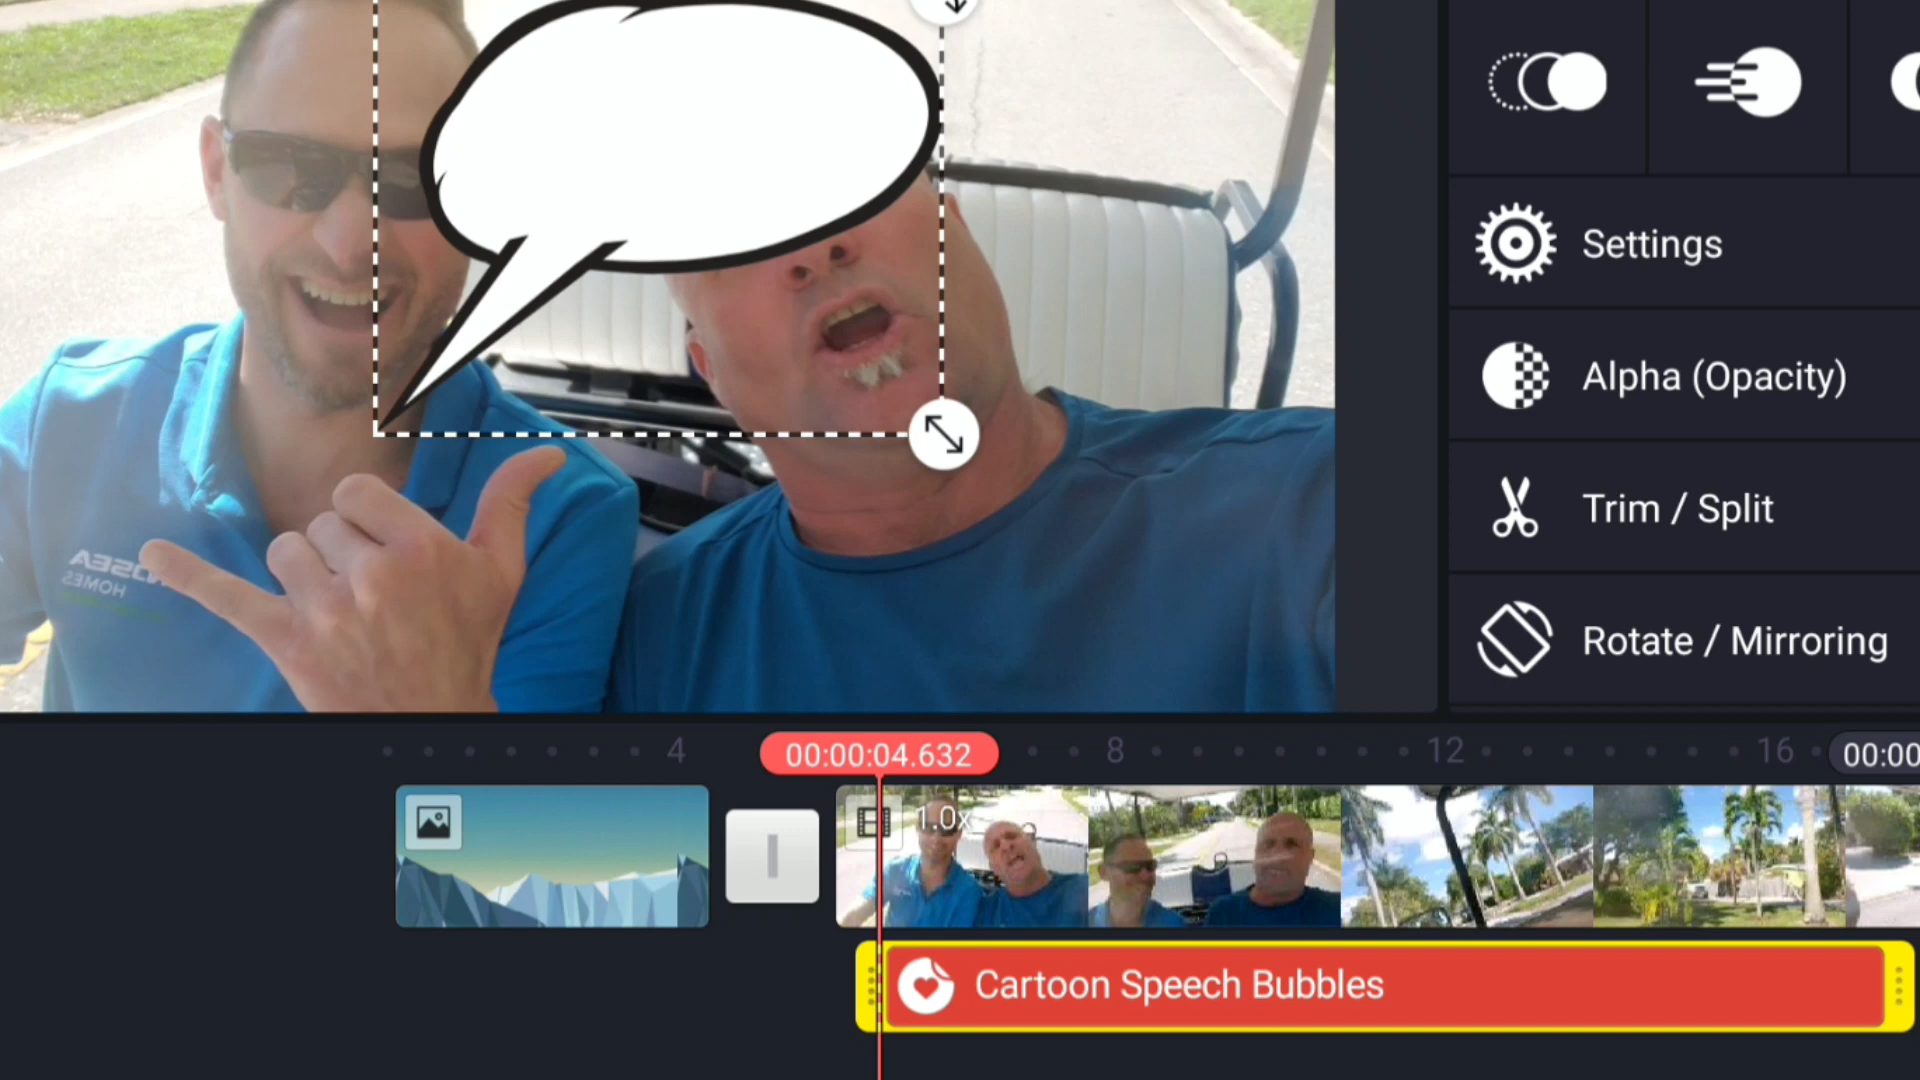 Settings
Alpha (Opacity)
Trim / Split
Rotate / Mirroring
HOMES
4
00:00:04.632
8
12
16
00:00
1.0x
Cartoon Speech Bubbles